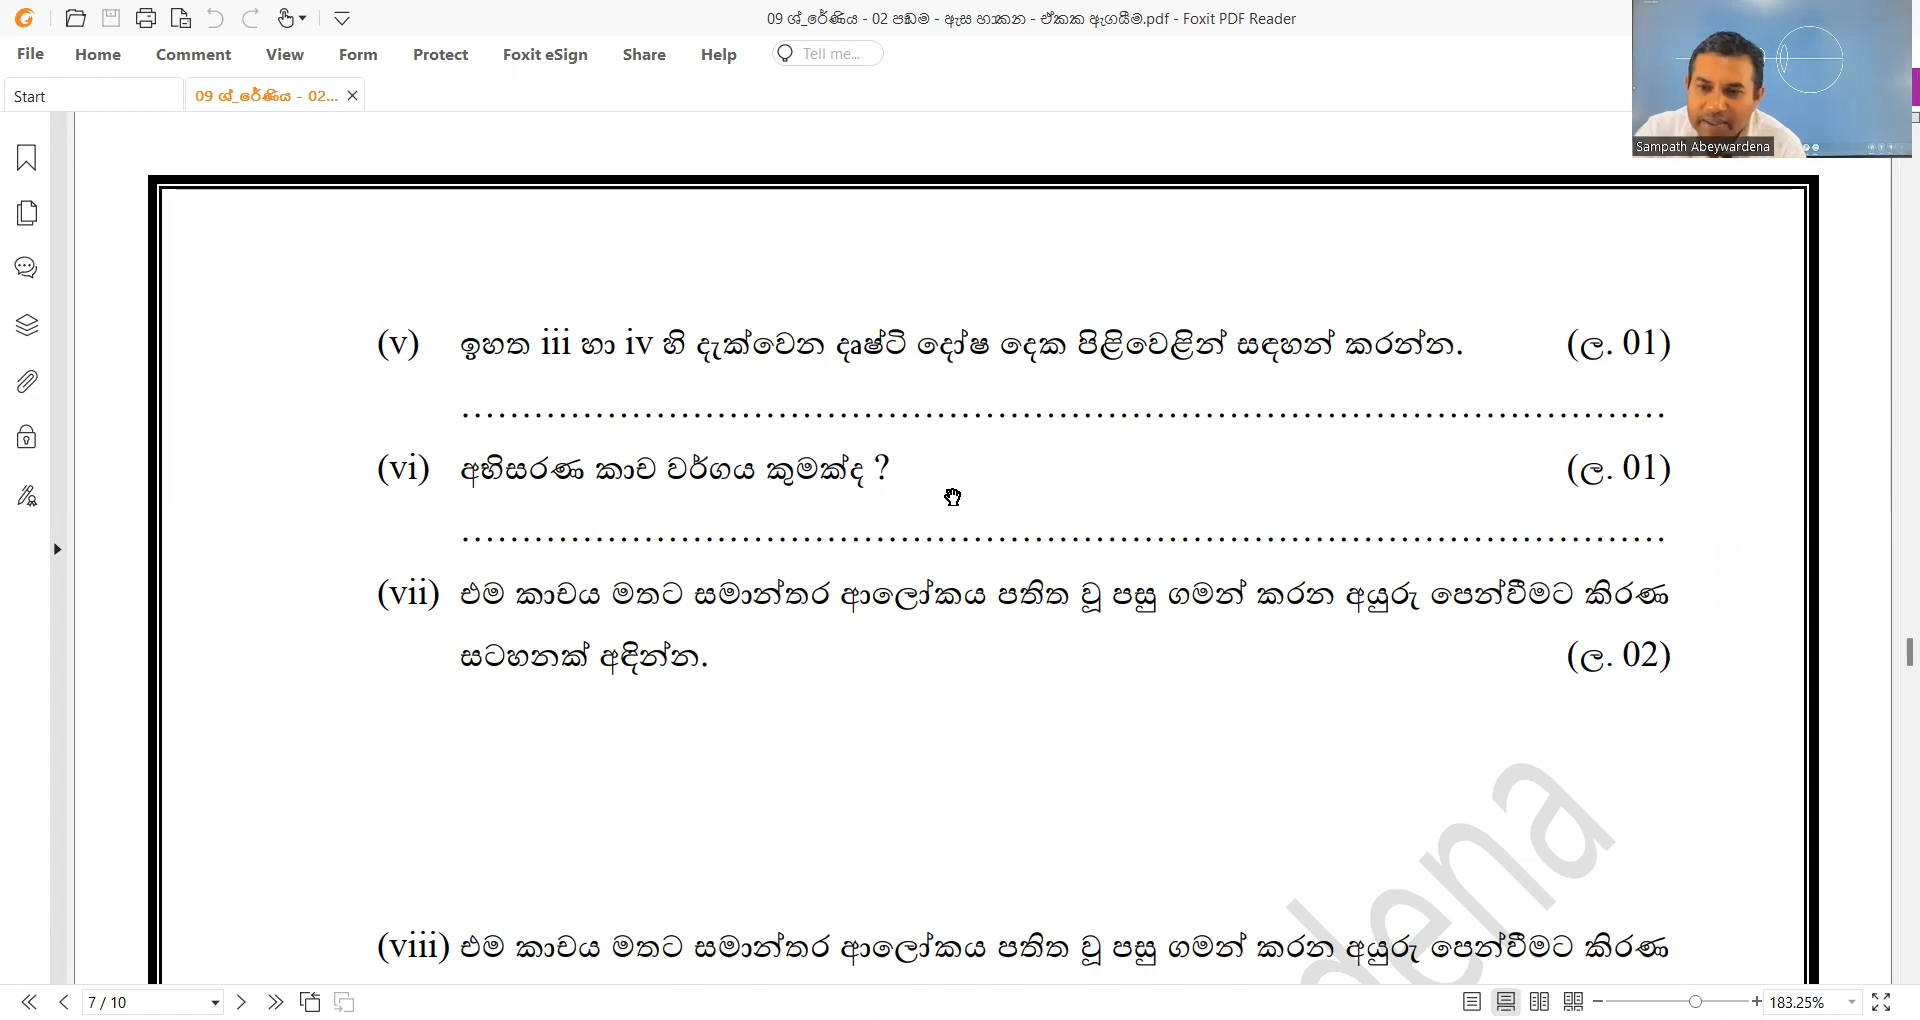 09 ශ්‍රේණිය - 02 පාඩම - ඇස හා කන - ඒකක ඇගයීම.pdf - Foxit PDF Reader
File Home Comment View Form Protect Foxit eSign Share Help Tell me...
Start 09 ශ්‍රේණිය - 02...
Sampath Abeywardena
(v) ඉහත iii හා iv හි දැක්වෙන දෘෂ්ටි දෝෂ දෙක පිළිවෙළින් සඳහන් කරන්න. (ල. 01)
(vi) අභිසරණ කාච වර්ගය කුමක්ද ? (ල. 01)
(vii) එම කාචය මතට සමාන්තර ආලෝකය පතිත වූ පසු ගමන් කරන අයුරු පෙන්වීමට කිරණ
සටහනක් අඳින්න. (ල. 02)
dena
(viii) එම කාචය මතට සමාන්තර ආලෝකය පතිත වූ පසු ගමන් කරන අයුරු පෙන්වීමට කිරණ
7 / 10 183.25%